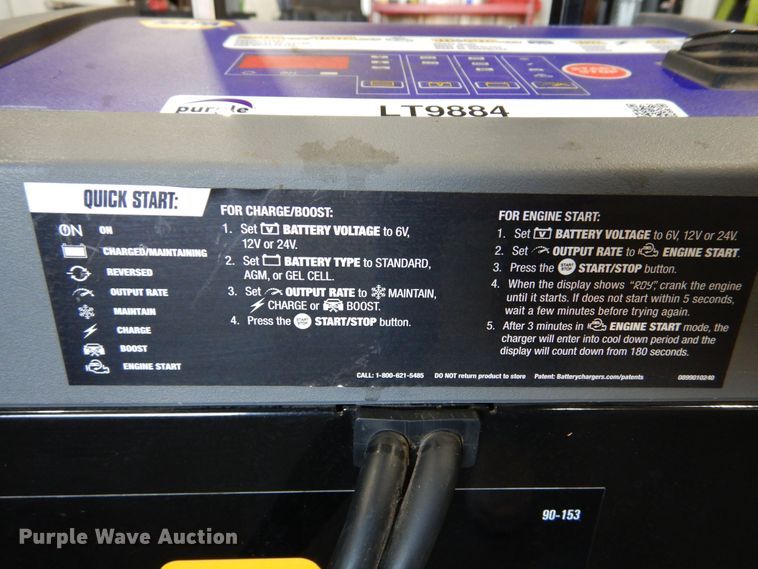 START
STOP
purple
LT9884
QUICK START:
ON
CHARGED/MAINTAINING
REVERSED
OUTPUT RATE
MAINTAIN
CHARGE
BOOST
ENGINE START
FOR CHARGE/BOOST:
1. Set BATTERY VOLTAGE to 6V,
12V or 24V.
2. Set BATTERY TYPE to STANDARD,
AGM, or GEL CELL.
3. Set OUTPUT RATE to MAINTAIN,
CHARGE or BOOST.
4. Press the START/STOP button.
FOR ENGINE START:
1. Set BATTERY VOLTAGE to 6V, 12V or 24V.
2. Set OUTPUT RATE to ENGINE START.
3. Press the START STOP START/STOP button.
4. When the display shows "RDY", crank the engine
until it starts. If does not start within 5 seconds,
wait a few minutes before trying again.
5. After 3 minutes in ENGINE START mode, the
charger will enter into cool down period and the
display will count down from 180 seconds.
CALL: 1-800-621-5485 DO NOT return product to store Patent: Batterychargers.com/patents 0899010240
90-153
Purple Wave Auction